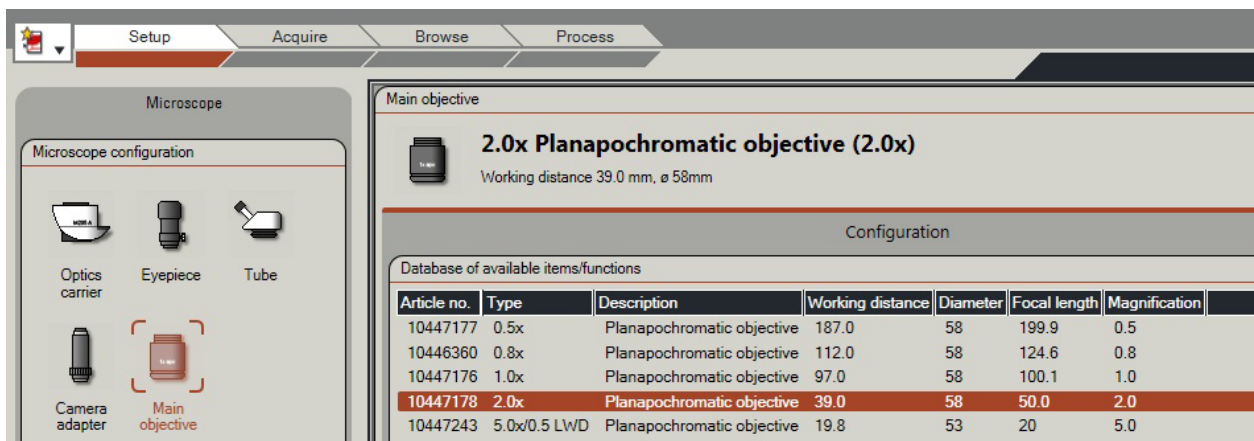 Setup Acquire Browse Process
Microscope
Microscope configuration
Optics carrier
Eyepiece
Tube
Camera adapter
Main objective
Main objective
2.0x Planapochromatic objective (2.0x)
Working distance 39.0 mm, ø 58mm
Configuration
Database of available items/functions
Article no. Type Description Working distance Diameter Focal length Magnification
10447177 0.5x Planapochromatic objective 187.0 58 199.9 0.5
10446360 0.8x Planapochromatic objective 112.0 58 124.6 0.8
10447176 1.0x Planapochromatic objective 97.0 58 100.1 1.0
10447178 2.0x Planapochromatic objective 39.0 58 50.0 2.0
10447243 5.0x/0.5 LWD Planapochromatic objective 19.8 53 20 5.0